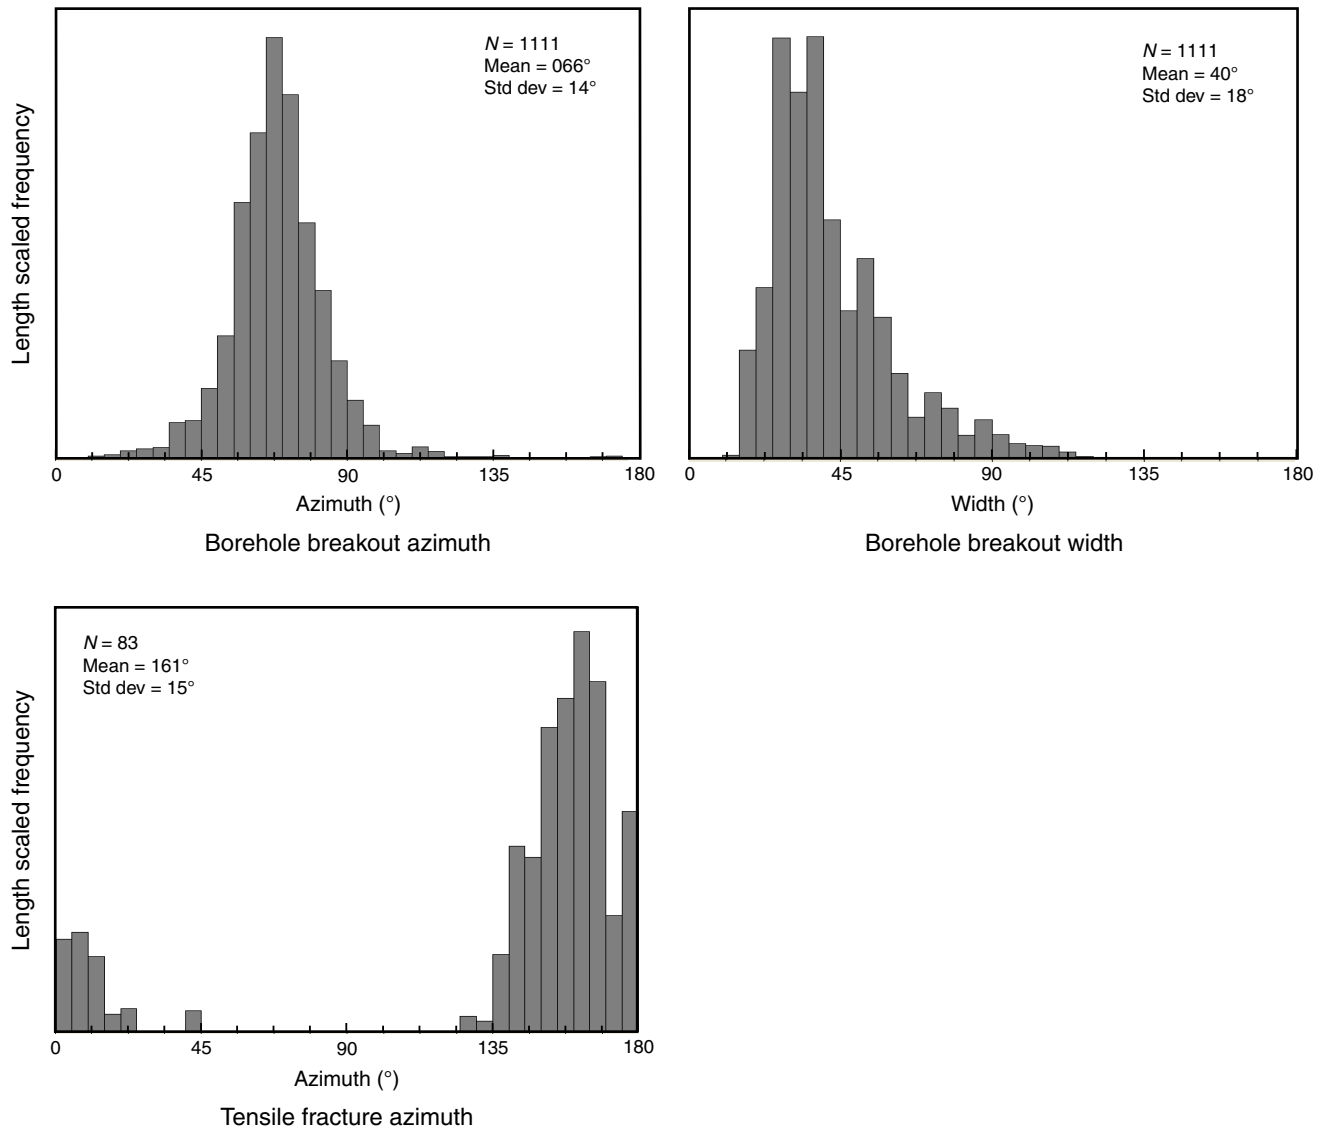 Length scaled frequency
N = 1111
Mean = 066°
Std dev = 14°
0 45 90 135 180
Azimuth (°)
Borehole breakout azimuth
N = 1111
Mean = 40°
Std dev = 18°
0 45 90 135 180
Width (°)
Borehole breakout width
Length scaled frequency
N = 83
Mean = 161°
Std dev = 15°
0 45 90 135 180
Azimuth (°)
Tensile fracture azimuth